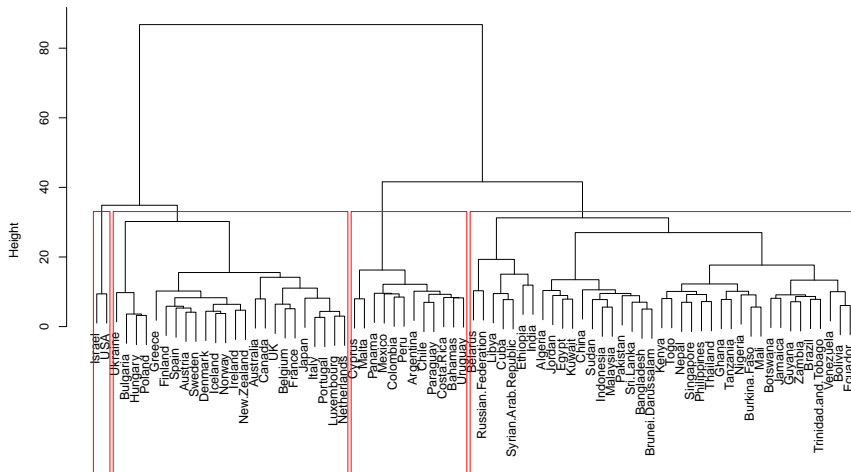 Height
80
60
40
20
0
Israel
USA
Ukraine
Bulgaria
Hungary
Poland
Greece
Finland
Spain
Austria
Sweden
Denmark
Iceland
Norway
Ireland
New.Zealand
Australia
Canada
UK
Belgium
France
Japan
Italy
Portugal
Luxembourg
Netherlands
Cyprus
Malta
Panama
Mexico
Colombia
Peru
Argentina
Chile
Paraguay
Costa.Rica
Bahamas
Uruguay
Belarus
Russian.Federation
Libya
Cuba
Syrian.Arab.Republic
Ethiopia
India
Algeria
Jordan
Egypt
Kuwait
China
Sudan
Indonesia
Malaysia
Pakistan
Sri.Lanka
Bangladesh
Brunei.Darussalam
Kenya
Togo
Nepal
Singapore
Philippines
Thailand
Ghana
Tanzania
Nigeria
Burkina.Faso
Mali
Botswana
Jamaica
Guyana
Zambia
Brazil
Trinidad.and.Tobago
Venezuela
Bolivia
Ecuador